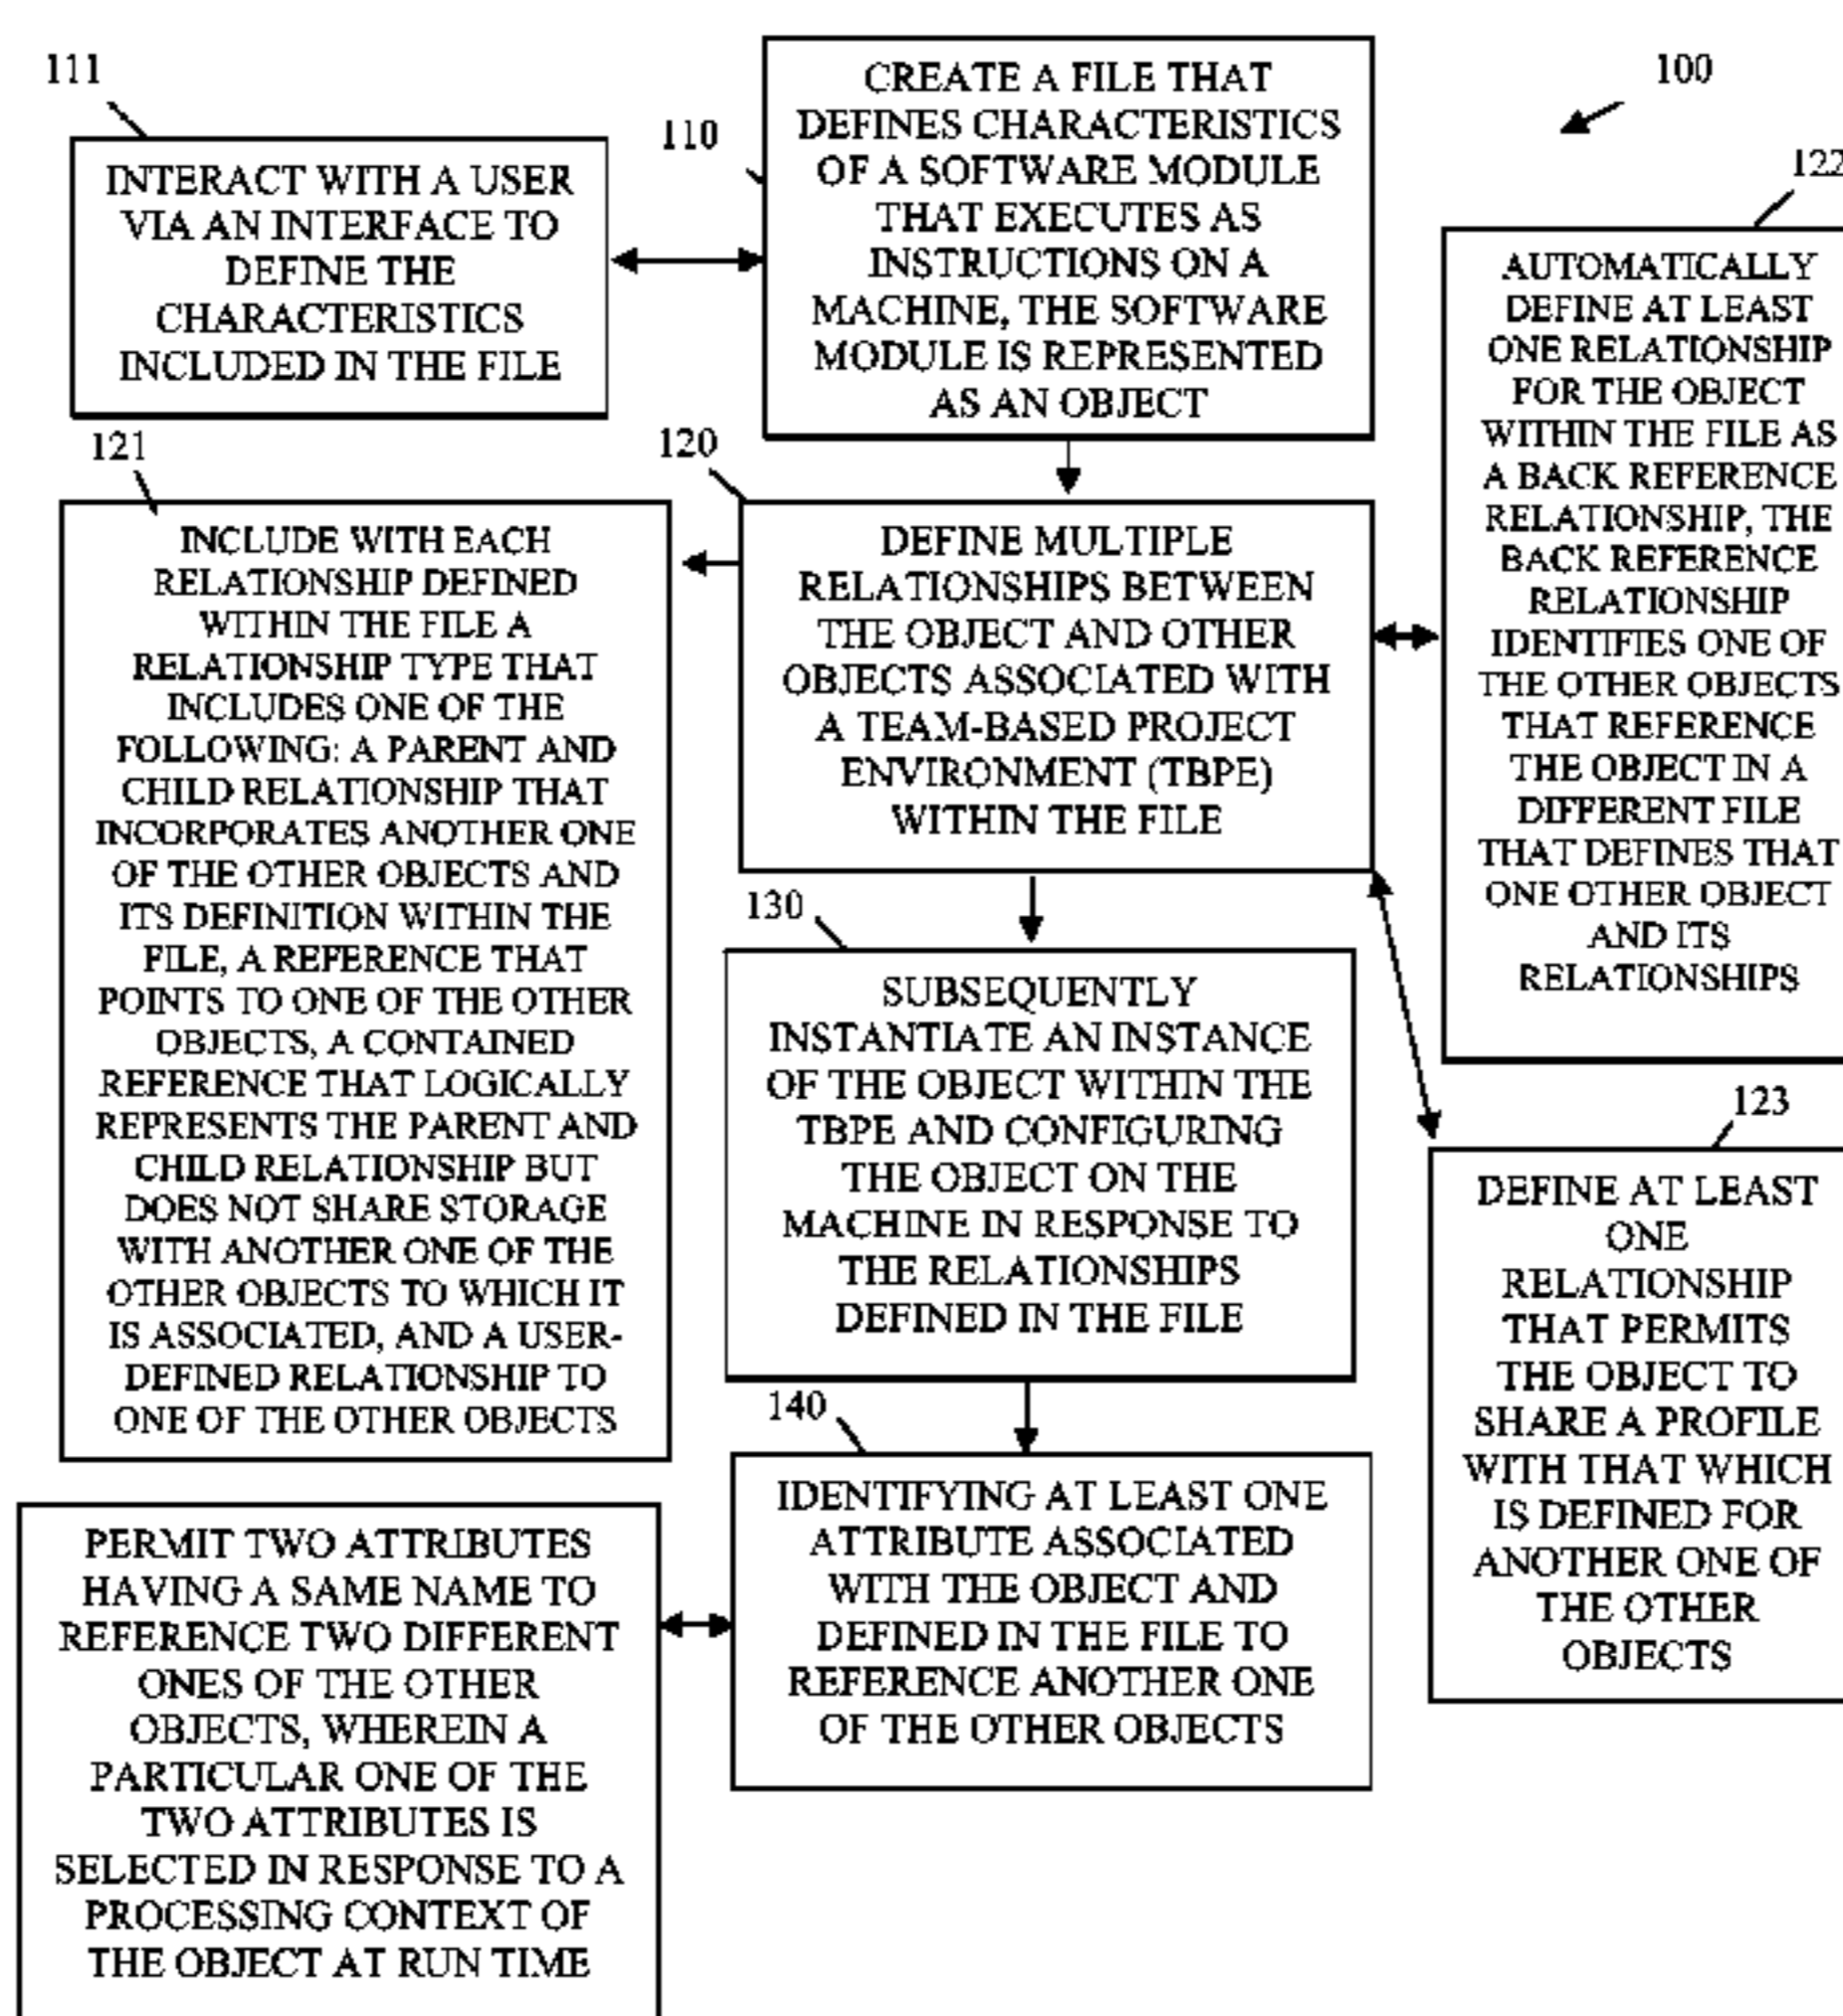 111
INTERACT WITH A USER
VIA AN INTERFACE TO
DEFINE THE
CHARACTERISTICS
INCLUDED IN THE FILE
110
CREATE A FILE THAT
DEFINES CHARACTERISTICS
OF A SOFTWARE MODULE
THAT EXECUTES AS
INSTRUCTIONS ON A
MACHINE, THE SOFTWARE
MODULE IS REPRESENTED
AS AN OBJECT
100
122
AUTOMATICALLY
DEFINE AT LEAST
ONE RELATIONSHIP
FOR THE OBJECT
WITHIN THE FILE AS
A BACK REFERENCE
RELATIONSHIP, THE
BACK REFERENCE
RELATIONSHIP
IDENTIFIES ONE OF
THE OTHER OBJECTS
THAT REFERENCE
THE OBJECT IN A
DIFFERENT FILE
THAT DEFINES THAT
ONE OTHER OBJECT
AND ITS
RELATIONSHIPS
121
INCLUDE WITH EACH
RELATIONSHIP DEFINED
WITHIN THE FILE A
RELATIONSHIP TYPE THAT
INCLUDES ONE OF THE
FOLLOWING: A PARENT AND
CHILD RELATIONSHIP THAT
INCORPORATES ANOTHER ONE
OF THE OTHER OBJECTS AND
ITS DEFINITION WITHIN THE
FILE, A REFERENCE THAT
POINTS TO ONE OF THE OTHER
OBJECTS, A CONTAINED
REFERENCE THAT LOGICALLY
REPRESENTS THE PARENT AND
CHILD RELATIONSHIP BUT
DOES NOT SHARE STORAGE
WITH ANOTHER ONE OF THE
OTHER OBJECTS TO WHICH IT
IS ASSOCIATED, AND A USER-
DEFINED RELATIONSHIP TO
ONE OF THE OTHER OBJECTS
120
DEFINE MULTIPLE
RELATIONSHIPS BETWEEN
THE OBJECT AND OTHER
OBJECTS ASSOCIATED WITH
A TEAM-BASED PROJECT
ENVIRONMENT (TBPE)
WITHIN THE FILE
130
SUBSEQUENTLY
INSTANTIATE AN INSTANCE
OF THE OBJECT WITHIN THE
TBPE AND CONFIGURING
THE OBJECT ON THE
MACHINE IN RESPONSE TO
THE RELATIONSHIPS
DEFINED IN THE FILE
123
DEFINE AT LEAST
ONE
RELATIONSHIP
THAT PERMITS
THE OBJECT TO
SHARE A PROFILE
WITH THAT WHICH
IS DEFINED FOR
ANOTHER ONE OF
THE OTHER
OBJECTS
140
IDENTIFYING AT LEAST ONE
ATTRIBUTE ASSOCIATED
WITH THE OBJECT AND
DEFINED IN THE FILE TO
REFERENCE ANOTHER ONE
OF THE OTHER OBJECTS
PERMIT TWO ATTRIBUTES
HAVING A SAME NAME TO
REFERENCE TWO DIFFERENT
ONES OF THE OTHER
OBJECTS, WHEREIN A
PARTICULAR ONE OF THE
TWO ATTRIBUTES IS
SELECTED IN RESPONSE TO A
PROCESSING CONTEXT OF
THE OBJECT AT RUN TIME